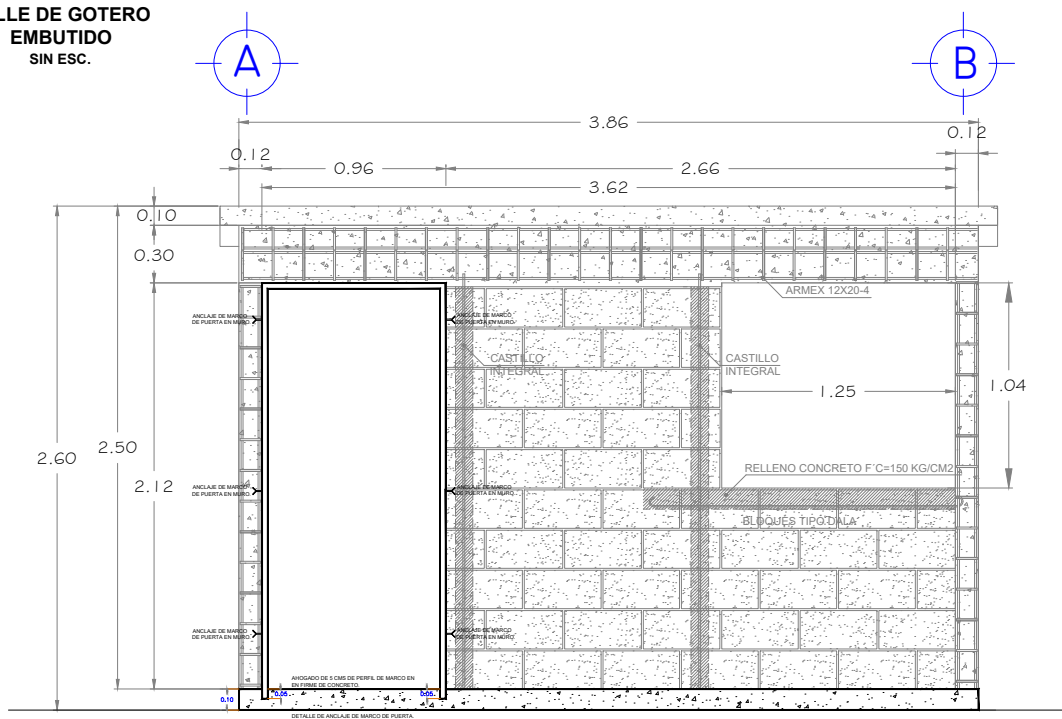 LLE DE GOTERO
EMBUTIDO
SIN ESC.
A
B
3.86
0.12
0.12
0.96
2.66
3.62
0.10
0.30
ARMEX 12X20-4
ANCLAJE DE MARCO
DE PUERTA EN MURO
ANCLAJE DE MARCO
DE PUERTA EN MURO
CASTILLO
INTEGRAL
CASTILLO
INTEGRAL
1.25
1.04
2.60
2.50
2.12
RELLENO CONCRETO F´C=150 KG/CM2
ANCLAJE DE MARCO
DE PUERTA EN MURO
ANCLAJE DE MARCO
DE PUERTA EN MURO
BLOQUES TIPO DALA
ANCLAJE DE MARCO
DE PUERTA EN MURO
ANCLAJE DE MARCO
DE PUERTA EN MURO
AHOGADO DE 5 CMS DE PERFIL DE MARCO EN
EN FIRME DE CONCRETO.
0.10
0.05
0.05
DETALLE DE ANCLAJE DE MARCO DE PUERTA.